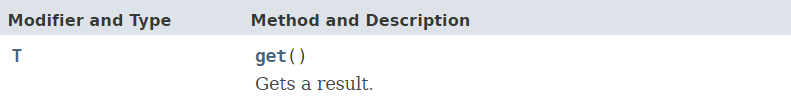 Modifier and Type Method and Description
T get()
Gets a result.